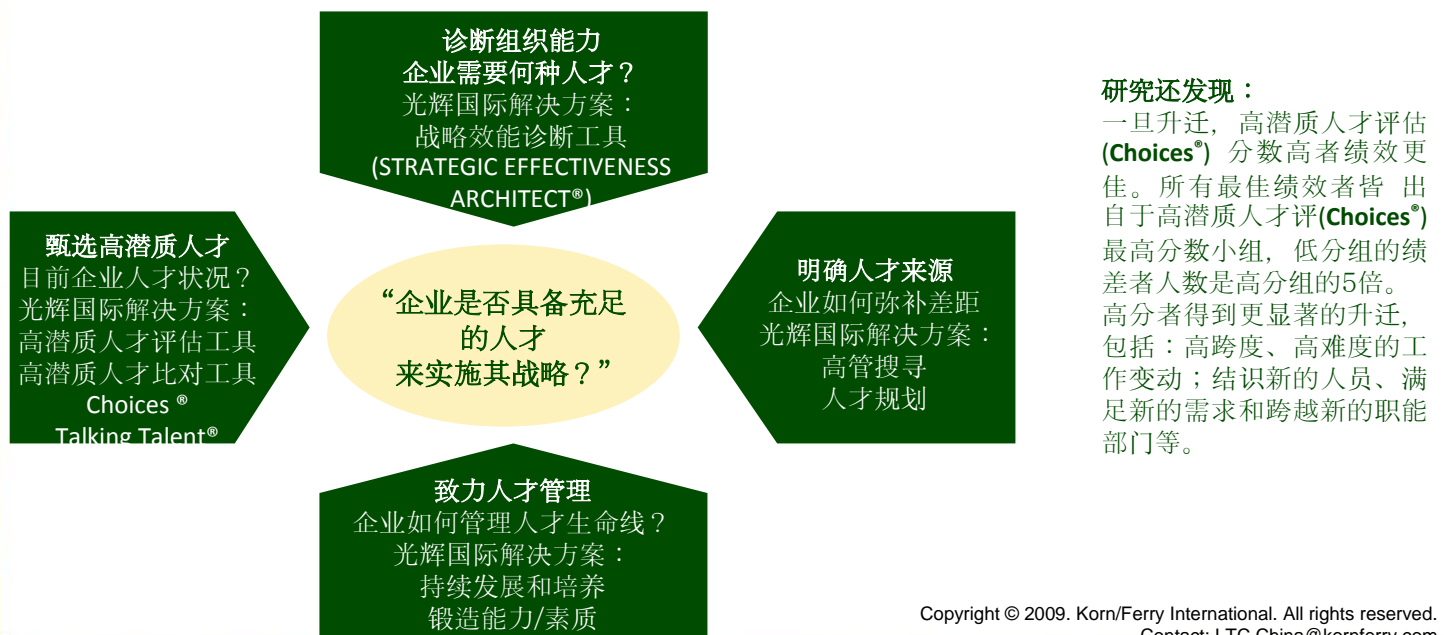 诊断组织能力
企业需要何种人才？
光辉国际解决方案：
战略效能诊断工具
(STRATEGIC EFFECTIVENESS
ARCHITECT®)
甄选高潜质人才
目前企业人才状况？
光辉国际解决方案：
高潜质人才评估工具
高潜质人才比对工具
Choices ®
Talking Talent®
“企业是否具备充足
的人才
来实施其战略？”
明确人才来源
企业如何弥补差距
光辉国际解决方案：
高管搜寻
人才规划
致力人才管理
企业如何管理人才生命线？
光辉国际解决方案：
持续发展和培养
锻造能力/素质
研究还发现：
一旦升迁，高潜质人才评估
(Choices®) 分数高者绩效更
佳。所有最佳绩效者皆 出
自于高潜质人才评(Choices®)
最高分数小组，低分组的绩
差者人数是高分组的5倍。
高分者得到更显著的升迁，
包括：高跨度、高难度的工
作变动；结识新的人员、满
足新的需求和跨越新的职能
部门等。
Copyright © 2009. Korn/Ferry International. All rights reserved.
Contact: LTC.China@kornferry.com